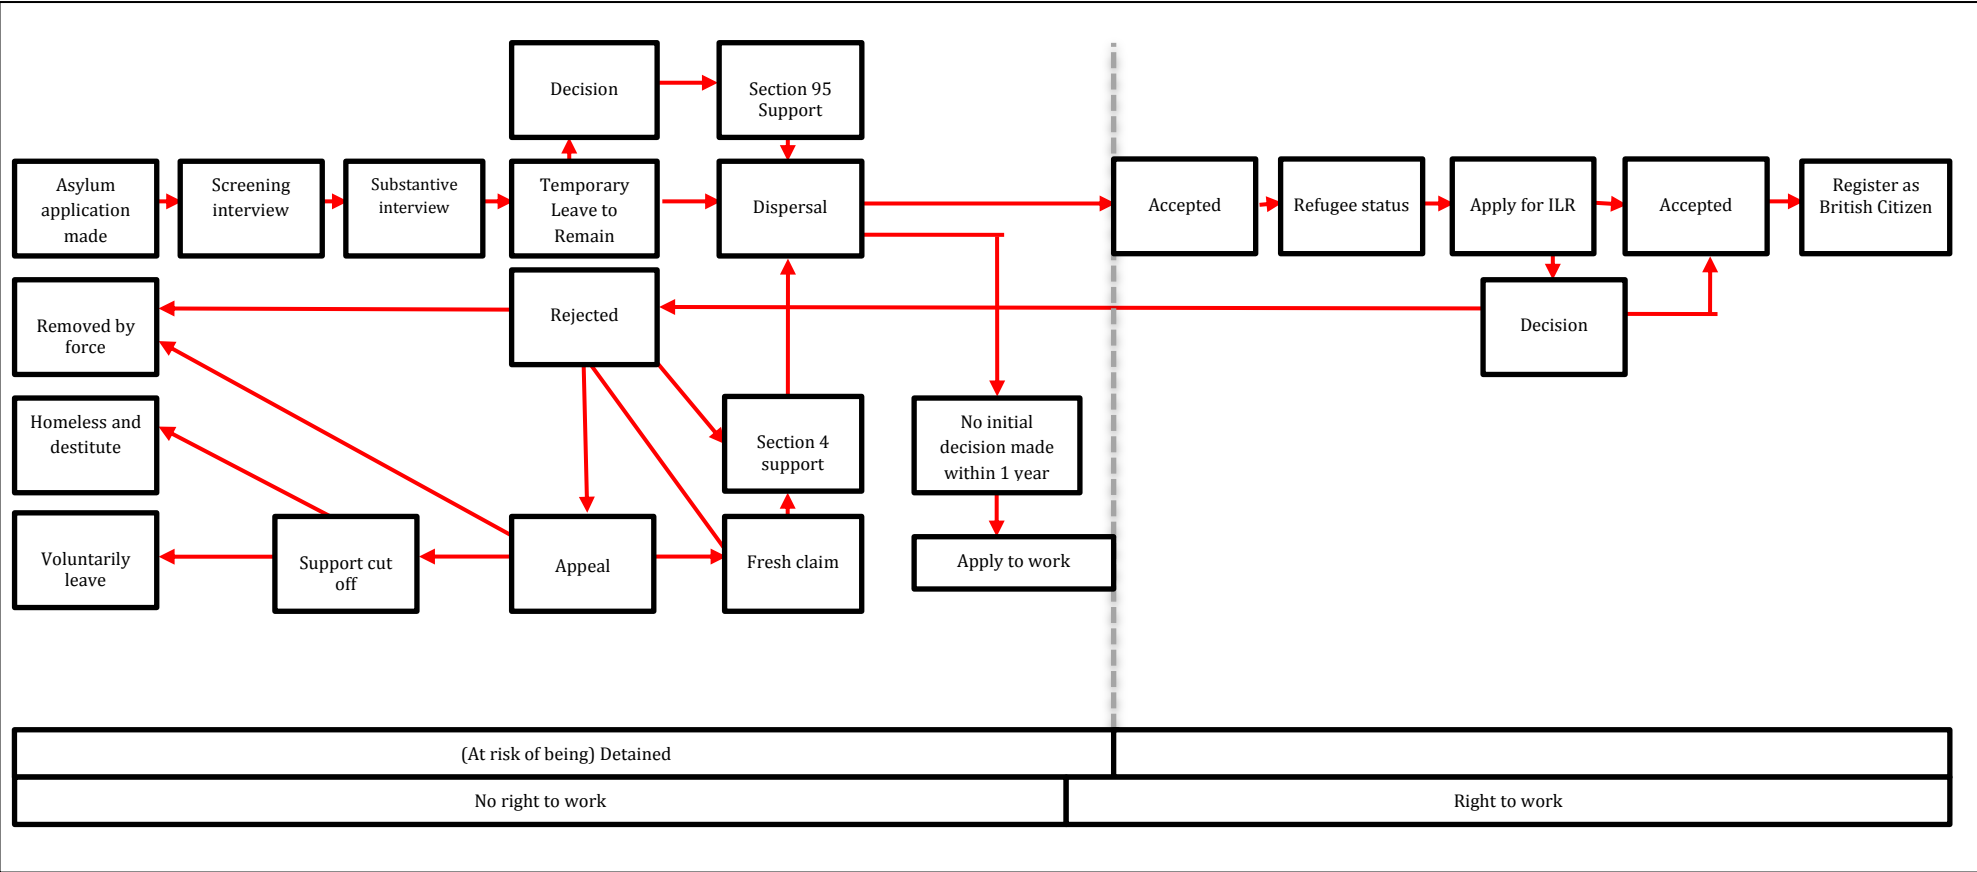 Decision
Section 95
Support
Asylum
application
made
Screening
interview
Substantive
interview
Temporary
Leave to
Remain
Dispersal
Accepted
Refugee status
Apply for ILR
Accepted
Register as
British Citizen
Removed by
force
Rejected
Decision
Homeless and
destitute
Section 4
support
No initial
decision made
within 1 year
Voluntarily
leave
Support cut
off
Appeal
Fresh claim
Apply to work
(At risk of being) Detained
No right to work
Right to work